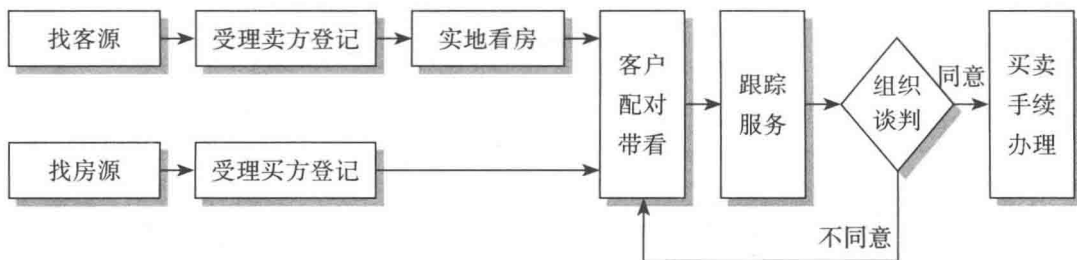 找客源
受理卖方登记
实地看房
找房源
受理买方登记
客户
配对
带看
跟踪
服务
组织
谈判
同意
不同意
买卖
手续
办理